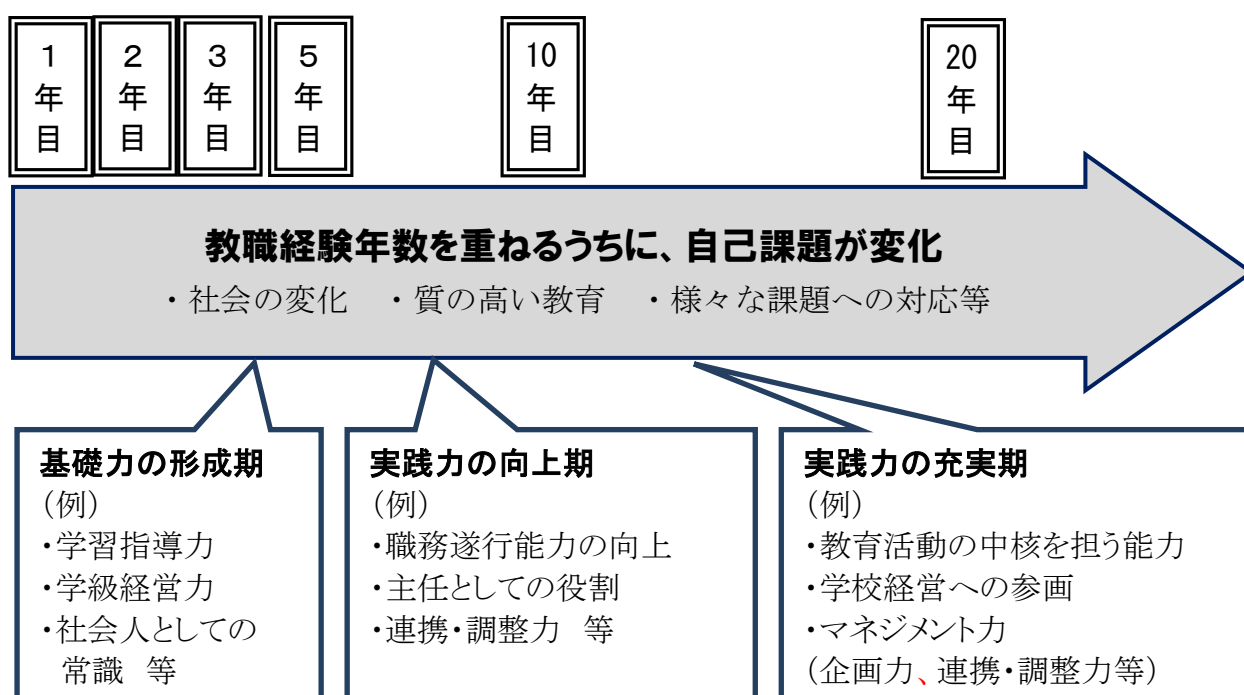 1年目
2年目
3年目
5年目
10年目
20年目
教職経験年数を重ねるうちに、自己課題が変化
・社会の変化　・質の高い教育　・様々な課題への対応等
基礎力の形成期
(例)
・学習指導力
・学級経営力
・社会人としての
常識　等
実践力の向上期
(例)
・職務遂行能力の向上
・主任としての役割
・連携・調整力　等
実践力の充実期
(例)
・教育活動の中核を担う能力
・学校経営への参画
・マネジメント力
(企画力、連携・調整力等)